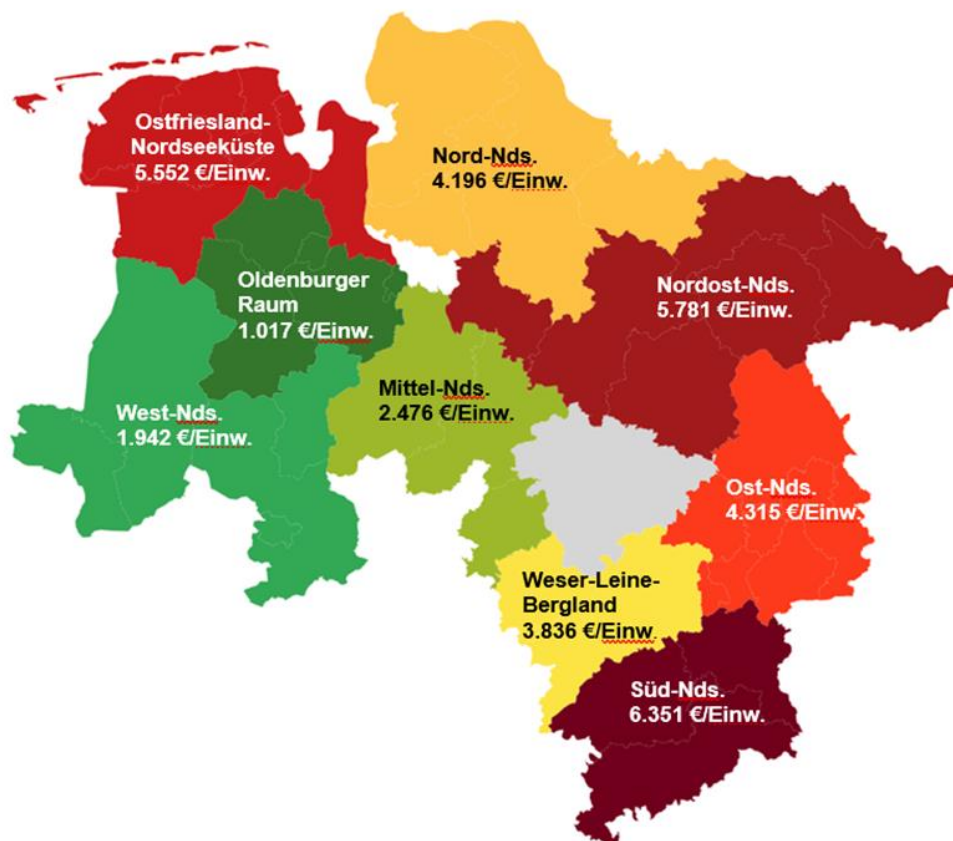 Ostfriesland-
Nordseeküste
5.552 €/Einw.
Nord-Nds.
4.196 €/Einw.
Oldenburger
Raum
1.017 €/Einw.
Nordost-Nds.
5.781 €/Einw.
Mittel-Nds.
2.476 €/Einw.
West-Nds.
1.942 €/Einw.
Ost-Nds.
4.315 €/Einw.
Weser-Leine-
Bergland
3.836 €/Einw.
Süd-Nds.
6.351 €/Einw.